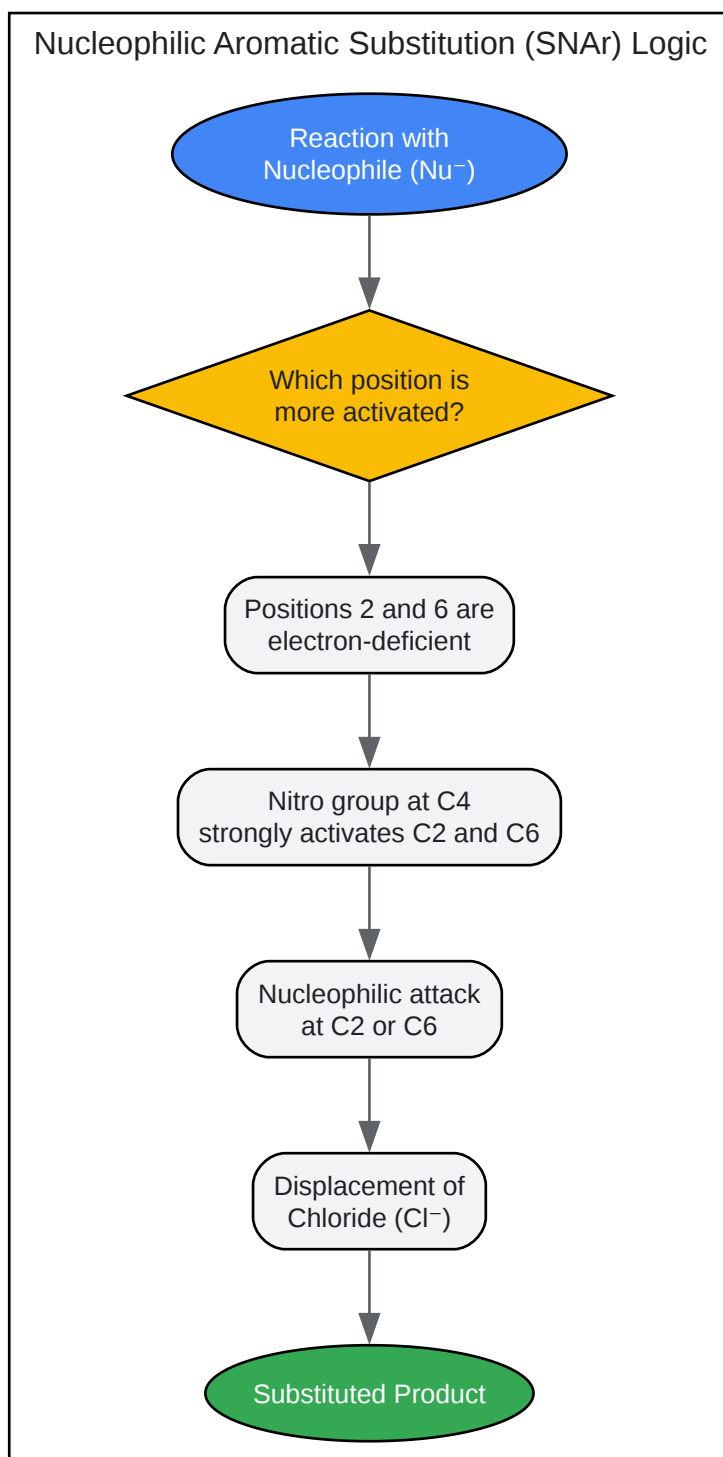 Nucleophilic Aromatic Substitution (SNAr) Logic
Reaction with
Nucleophile (Nu⁻)
Which position is
more activated?
Positions 2 and 6 are
electron-deficient
Nitro group at C4
strongly activates C2 and C6
Nucleophilic attack
at C2 or C6
Displacement of
Chloride (Cl⁻)
Substituted Product